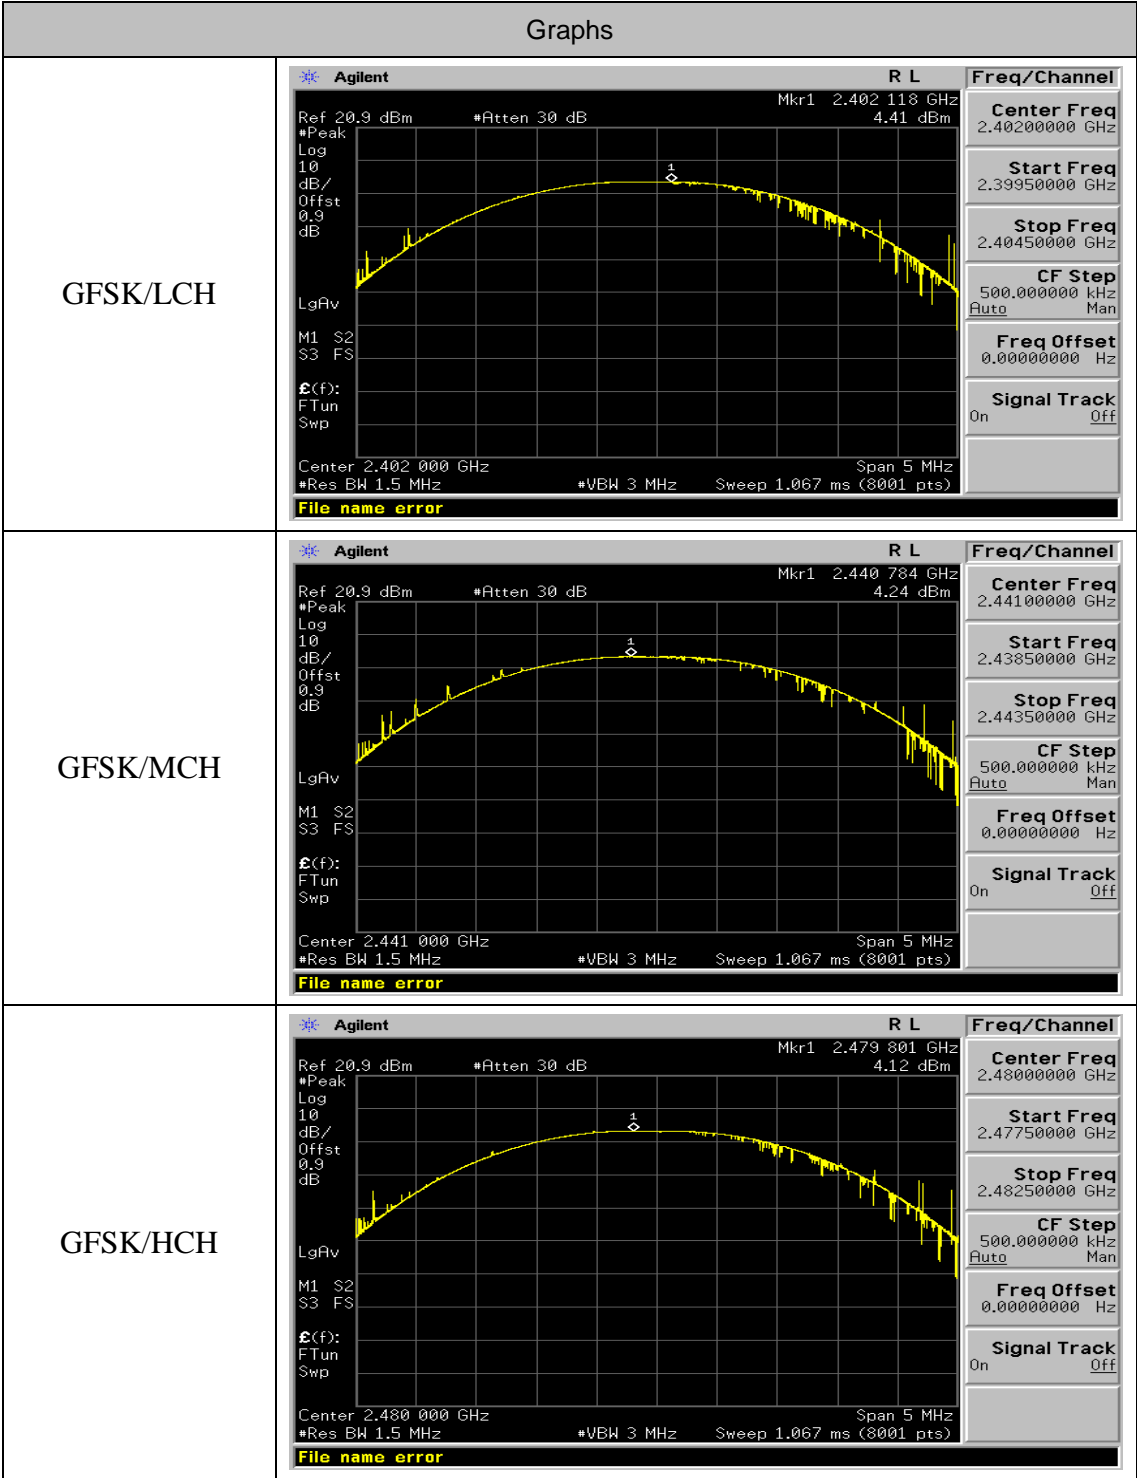 Graphs
GFSK/LCH
Agilent R L Freq/Channel
Mkr1 2.402 118 GHz
Ref 20.9 dBm #Atten 30 dB 4.41 dBm
#Peak
Log
10
dB/
Offst
0.9
dB
1
LgAv
M1 S2
S3 FS
£(f):
FTun
Swp
Center 2.402 000 GHz Span 5 MHz
#Res BW 1.5 MHz #VBW 3 MHz Sweep 1.067 ms (8001 pts)
File name error
Center Freq
2.40200000 GHz
Start Freq
2.39950000 GHz
Stop Freq
2.40450000 GHz
CF Step
500.000000 kHz
Auto Man
Freq Offset
0.00000000 Hz
Signal Track
On Off
GFSK/MCH
Agilent R L Freq/Channel
Mkr1 2.440 784 GHz
Ref 20.9 dBm #Atten 30 dB 4.24 dBm
#Peak
Log
10
dB/
Offst
0.9
dB
1
LgAv
M1 S2
S3 FS
£(f):
FTun
Swp
Center 2.441 000 GHz Span 5 MHz
#Res BW 1.5 MHz #VBW 3 MHz Sweep 1.067 ms (8001 pts)
File name error
Center Freq
2.44100000 GHz
Start Freq
2.43850000 GHz
Stop Freq
2.44350000 GHz
CF Step
500.000000 kHz
Auto Man
Freq Offset
0.00000000 Hz
Signal Track
On Off
GFSK/HCH
Agilent R L Freq/Channel
Mkr1 2.479 801 GHz
Ref 20.9 dBm #Atten 30 dB 4.12 dBm
#Peak
Log
10
dB/
Offst
0.9
dB
1
LgAv
M1 S2
S3 FS
£(f):
FTun
Swp
Center 2.480 000 GHz Span 5 MHz
#Res BW 1.5 MHz #VBW 3 MHz Sweep 1.067 ms (8001 pts)
File name error
Center Freq
2.48000000 GHz
Start Freq
2.47750000 GHz
Stop Freq
2.48250000 GHz
CF Step
500.000000 kHz
Auto Man
Freq Offset
0.00000000 Hz
Signal Track
On Off